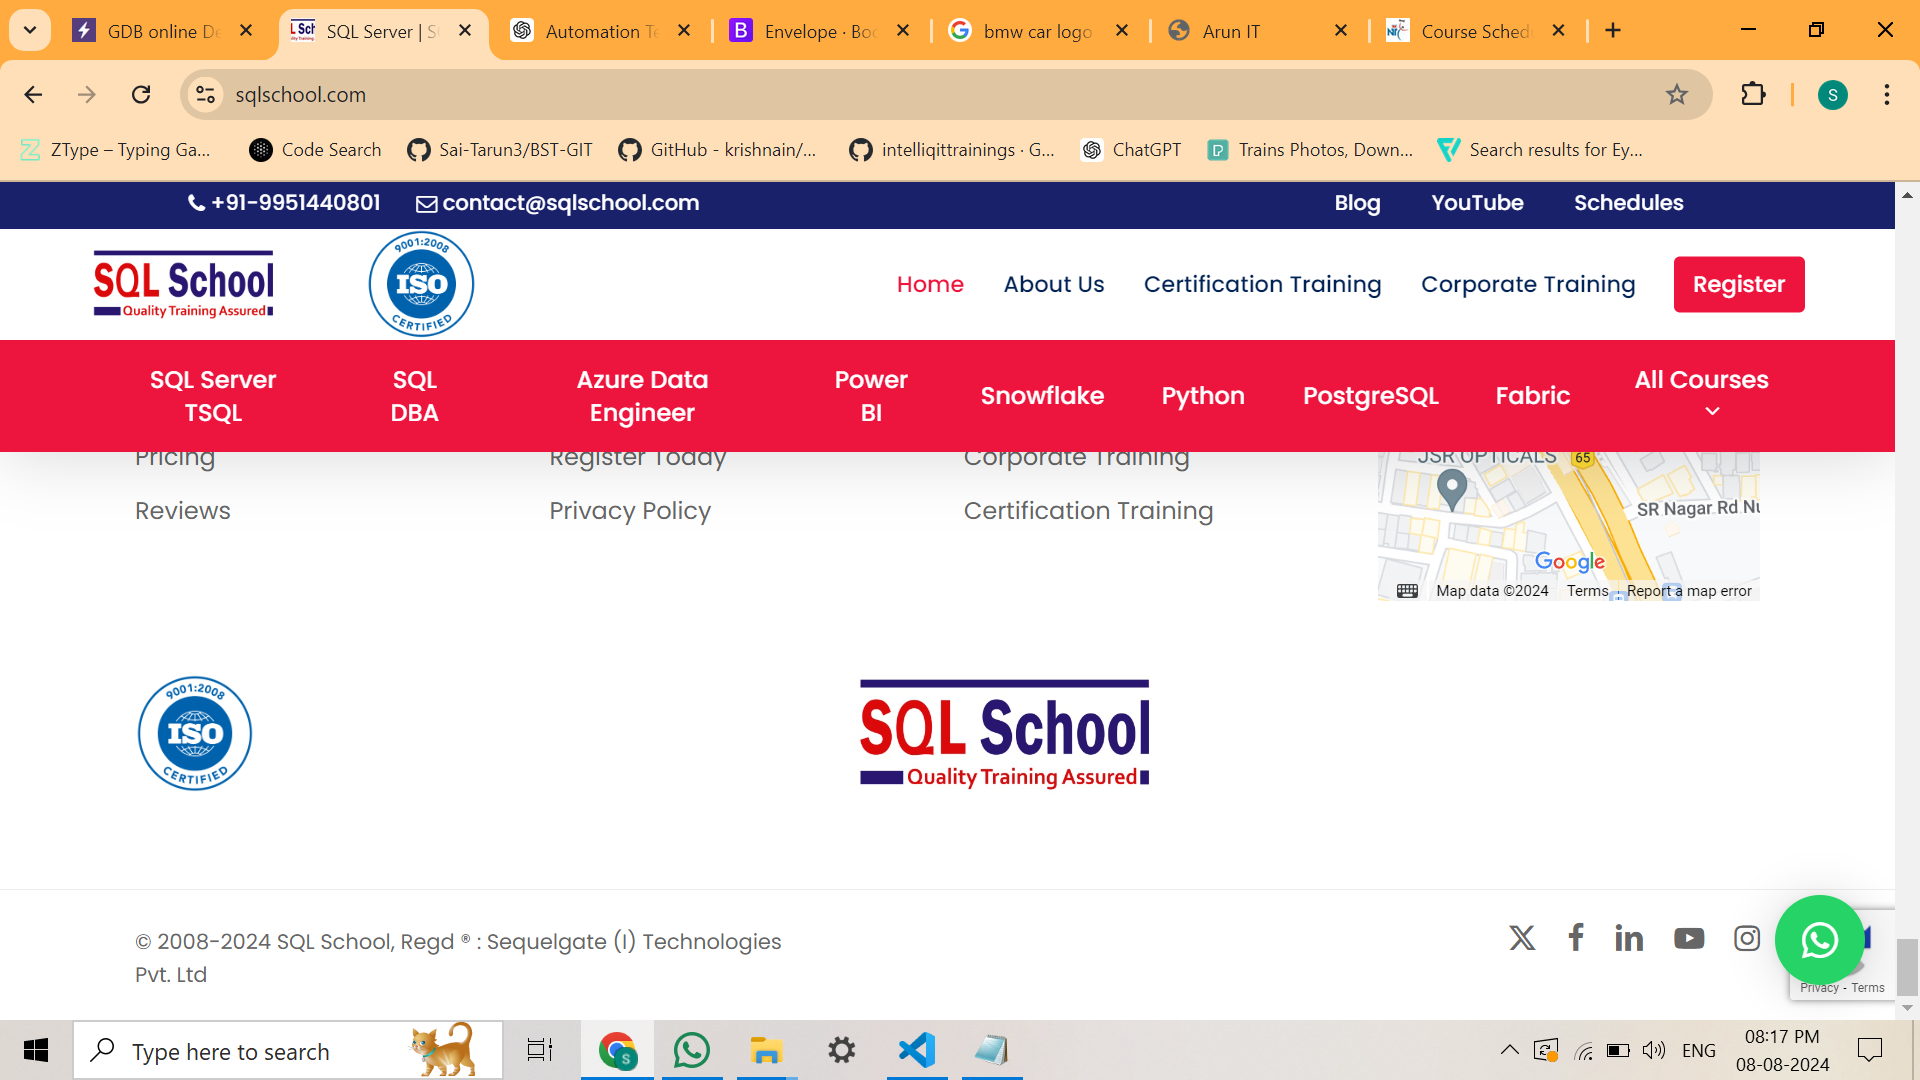 GDB online De
SQL Server | S
Automation Te
Envelope · Boo
bmw car logo
Arun IT
Course Sched
sqlschool.com
S
ZType – Typing Ga...
Code Search
Sai-Tarun3/BST-GIT
GitHub - krishnain/...
intelliqittrainings · G...
ChatGPT
Trains Photos, Down...
Search results for Ey...
+91-9951440801
contact@sqlschool.com
Blog
YouTube
Schedules
SQL School
Quality Training Assured
9001:2008
ISO
CERTIFIED
Home
About Us
Certification Training
Corporate Training
Register
SQL Server
TSQL
SQL
DBA
Azure Data
Engineer
Power
BI
Snowflake
Python
PostgreSQL
Fabric
All Courses
Pricing
Register Today
Corporate Training
JSR OPTICALS
65
Reviews
Privacy Policy
Certification Training
SR Nagar Rd Nu
Google
Map data ©2024
Terms
Report a map error
9001:2008
ISO
CERTIFIED
SQL School
Quality Training Assured
© 2008-2024 SQL School, Regd ® : Sequelgate (I) Technologies
Pvt. Ltd
Privacy - Terms
Type here to search
S
ENG
08:17 PM
08-08-2024